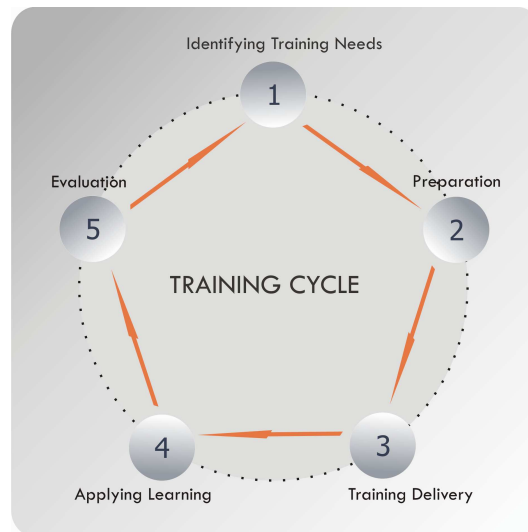 Identifying Training Needs
1
Evaluation
Preparation
5
2
TRAINING CYCLE
4
3
Applying Learning
Training Delivery